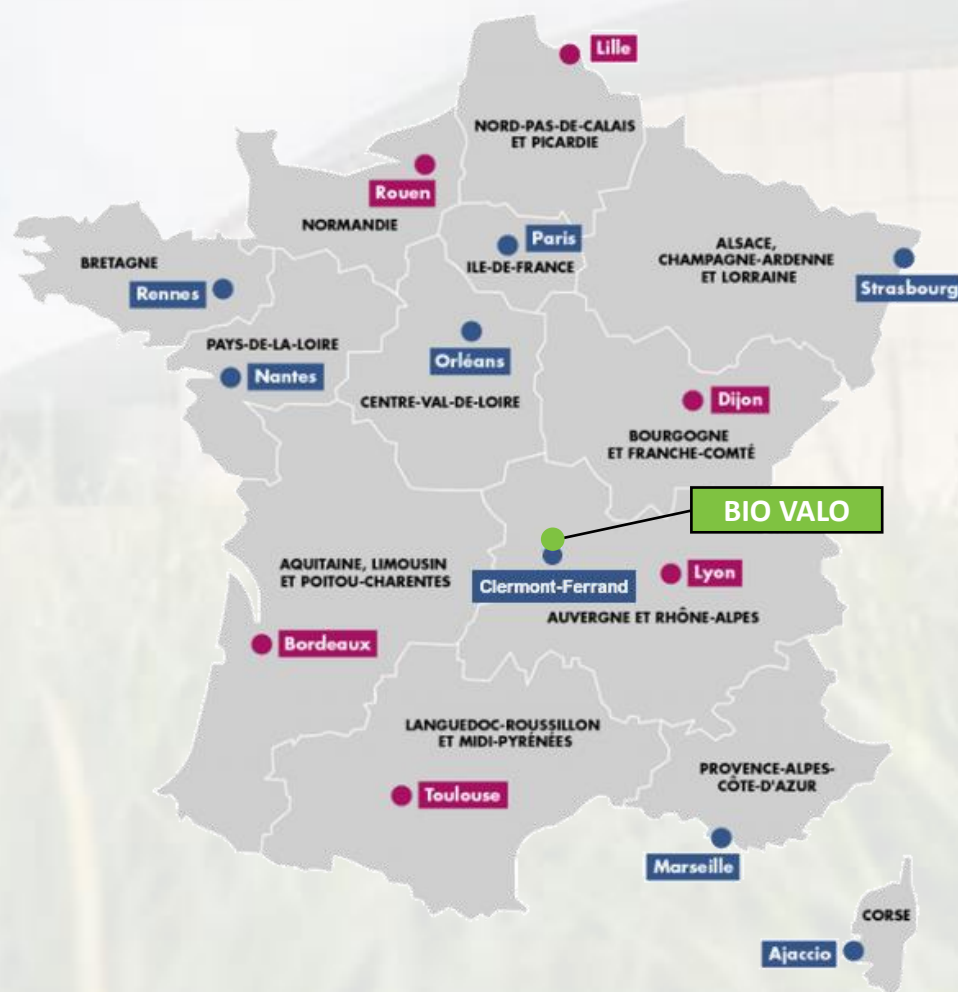 Lille
NORD-PAS-DE-CALAIS
ET PICARDIE
Rouen
NORMANDIE
Paris
ILE-DE-FRANCE
ALSACE,
CHAMPAGNE-ARDENNE
ET LORRAINE
Strasbourg
BRETAGNE
Rennes
PAYS-DE-LA-LOIRE
Nantes
Orléans
CENTRE-VAL-DE-LOIRE
Dijon
BOURGOGNE
ET FRANCHE-COMTÉ
BIO VALO
AQUITAINE, LIMOUSIN
ET POITOU-CHARENTES
Clermont-Ferrand
Lyon
AUVERGNE ET RHÔNE-ALPES
Bordeaux
LANGUEDOC-ROUSSILLON
ET MIDI-PYRÉNÉES
Toulouse
PROVENCE-ALPES-
CÔTE-D'AZUR
Marseille
CORSE
Ajaccio